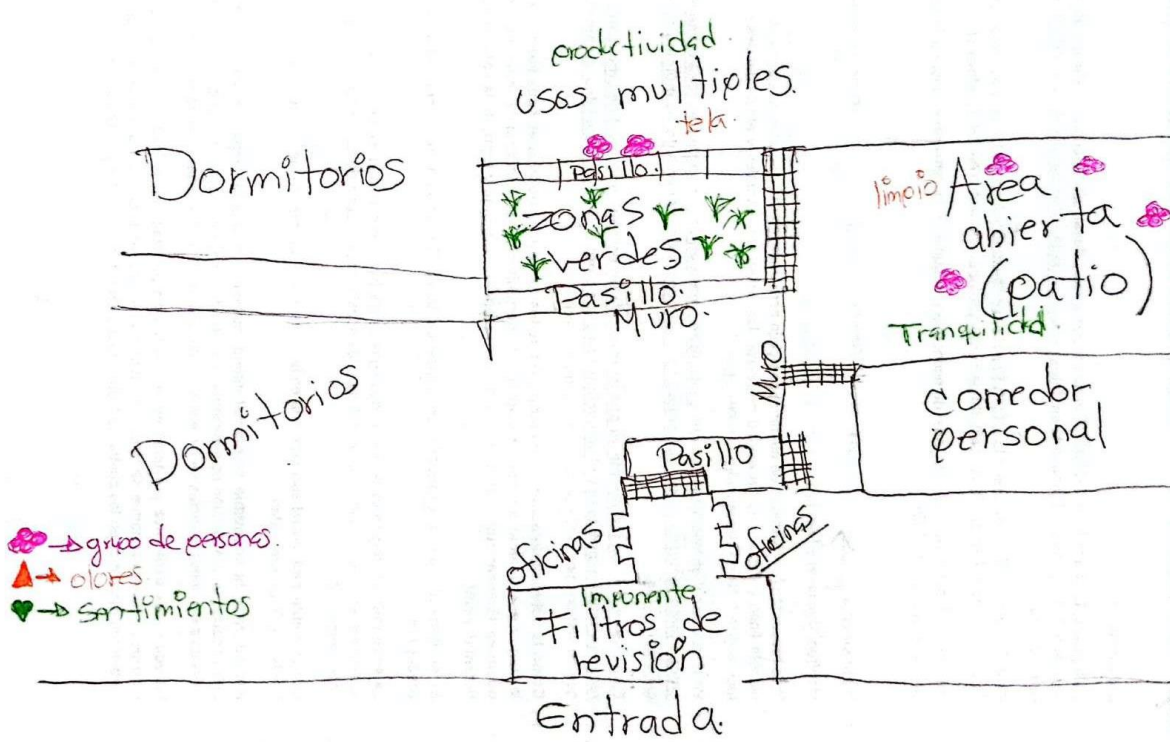 productividad.
usos multiples.
tela.
Dormitorios
Pasillo.
zonas
verdes
Pasillo.
Muro.
limpio Area
abierta
(patio)
Tranquilidad.
Muro
comedor
personal
Dormitorios
Pasillo
oficinas
oficinas
grupo de personas.
olores
sentimientos
Imponente
Filtros de
revisión
Entrada.